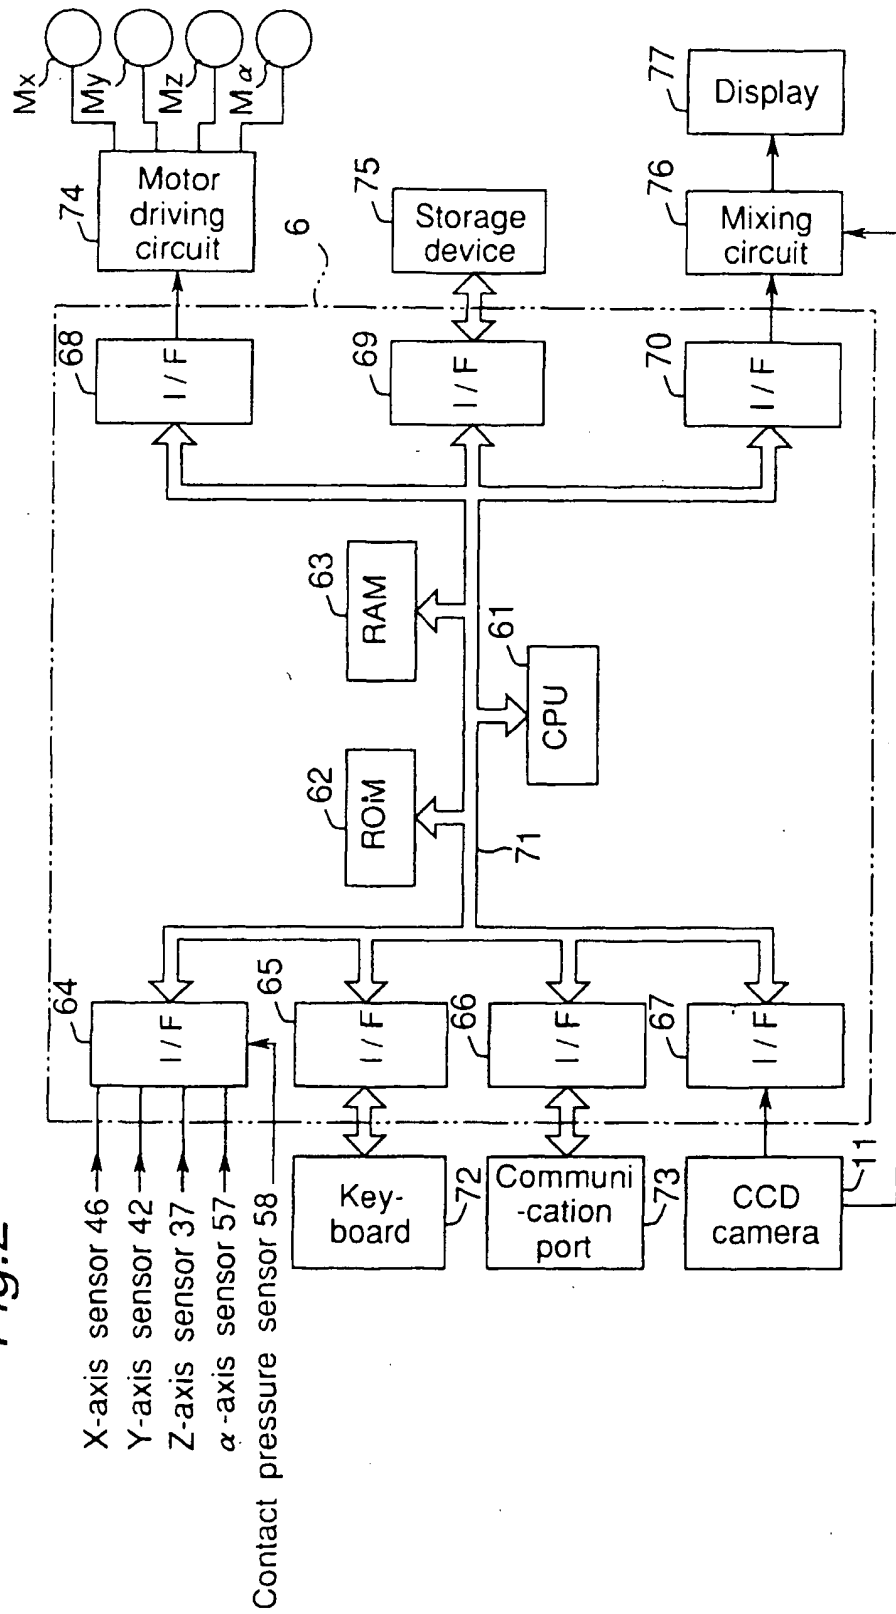 Fig.2
X-axis sensor 46
Y-axis sensor 42
Z-axis sensor 37
α-axis sensor 57
Contact pressure sensor 58
64
I/F
65
I/F
66
I/F
67
I/F
Key-
board
72
Communi
-cation
port
73
CCD
camera
11
62
ROM
63
RAM
61
CPU
71
6
68
I/F
69
I/F
70
I/F
74
Motor
driving
circuit
Mx
My
Mz
Mα
75
Storage
device
76
Mixing
circuit
77
Display